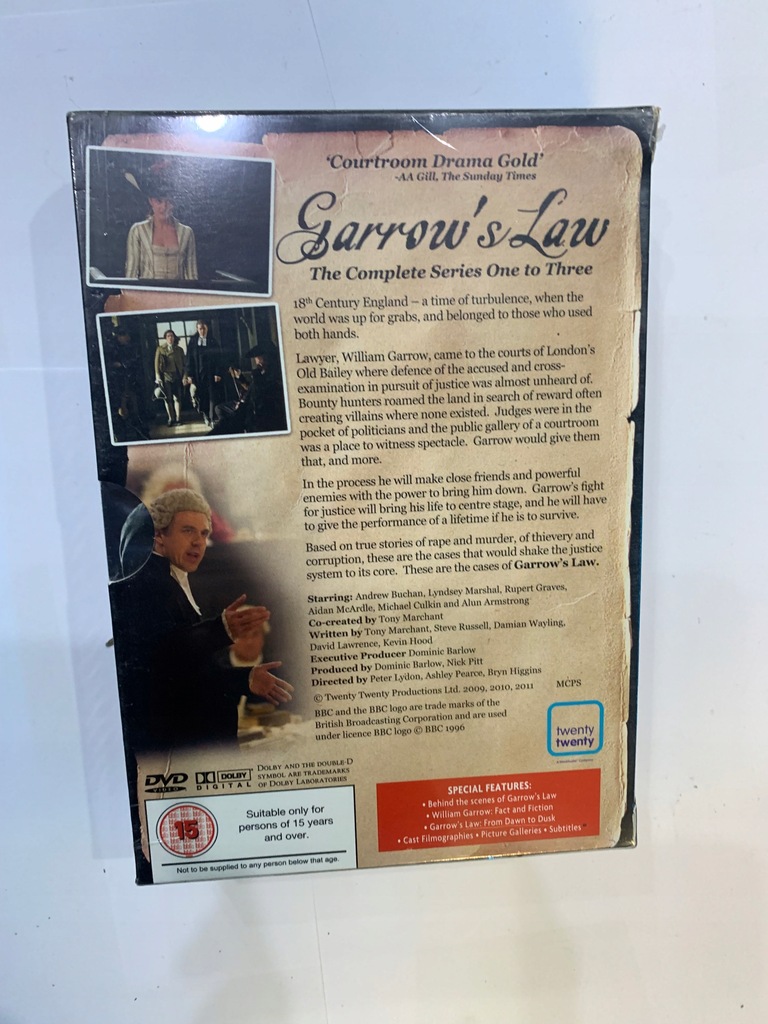 'Courtroom Drama Gold'
-AA Gill, The Sunday Times
Garrow's Law
The Complete Series One to Three
18th Century England – a time of turbulence, when the
world was up for grabs, and belonged to those who used
both hands.
Lawyer, William Garrow, came to the courts of London's
Old Bailey where defence of the accused and cross-
examination in pursuit of justice was almost unheard of.
Bounty hunters roamed the land in search of reward often
creating villains where none existed. Judges were in the
pocket of politicians and the public gallery of a courtroom
was a place to witness spectacle. Garrow would give them
that, and more.
In the process he will make close friends and powerful
enemies with the power to bring him down. Garrow's fight
for justice will bring his life to centre stage, and he will have
to give the performance of a lifetime if he is to survive.
Based on true stories of rape and murder, of thievery and
corruption, these are the cases that would shake the justice
system to its core. These are the cases of Garrow's Law.
Starring: Andrew Buchan, Lyndsey Marshal, Rupert Graves,
Aidan McArdle, Michael Culkin and Alun Armstrong
Co-created by Tony Marchant
Written by Tony Marchant, Steve Russell, Damian Wayling,
David Lawrence, Kevin Hood
Executive Producer Dominic Barlow
Produced by Dominic Barlow, Nick Pitt
Directed by Peter Lydon, Ashley Pearce, Bryn Higgins
© Twenty Twenty Productions Ltd. 2009, 2010, 2011
MCPS
BBC and the BBC logo are trade marks of the
British Broadcasting Corporation and are used
under licence BBC logo © BBC 1996
twenty
twenty
DVD
VIDEO
DOLBY
DIGITAL
Dolby and the double-D
symbol are trademarks
of Dolby Laboratories
15
Suitable only for
persons of 15 years
and over.
Not to be supplied to any person below that age.
SPECIAL FEATURES:
• Behind the scenes of Garrow's Law
• William Garrow: Fact and Fiction
• Garrow's Law: From Dawn to Dusk
• Cast Filmographies • Picture Galleries • Subtitles